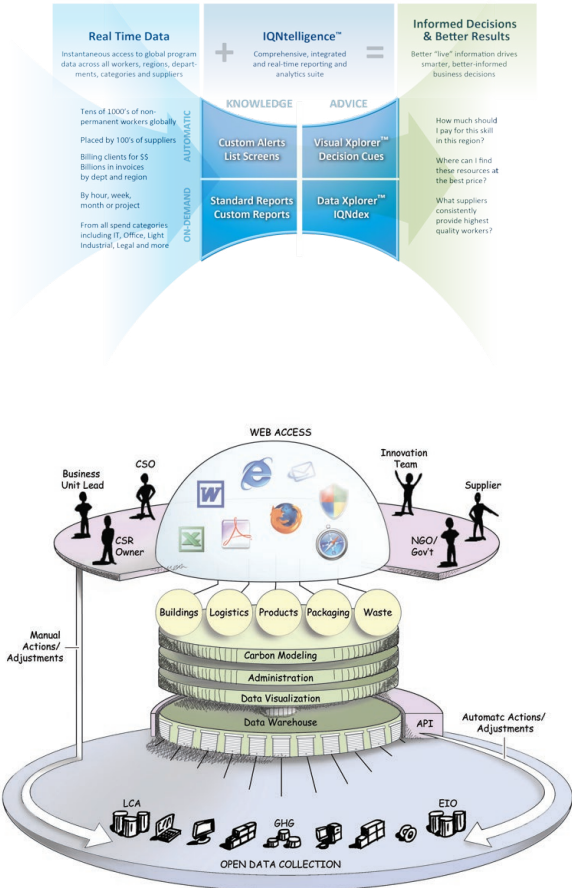 Real Time Data
Instantaneous access to global program
data across all workers, regions, depart-
ments, categories and suppliers
+
IQNtelligence™
Comprehensive, integrated
and real-time reporting and
analytics suite
=
Informed Decisions
& Better Results
Better "live" information drives
smarter, better-informed
business decisions
Tens of 1000's of non-
permanent workers globally
Placed by 100's of suppliers
Billing clients for $$
Billions in invoices
by dept and region
By hour, week,
month or project
From all spend categories
including IT, Office, Light
Industrial, Legal and more
AUTOMATIC
ON-DEMAND
KNOWLEDGE
ADVICE
Custom Alerts
List Screens
Visual Xplorer™
Decision Cues
Standard Reports
Custom Reports
Data Xplorer™
IQNdex
How much should
I pay for this skill
in this region?
Where can I find
these resources at
the best price?
What suppliers
consistently
provide highest
quality workers?
WEB ACCESS
Business
Unit Lead
CSO
CSR
Owner
Innovation
Team
Supplier
NGO/
Gov't
W
X
Buildings
Logistics
Products
Packaging
Waste
Carbon Modeling
Administration
Data Visualization
Data Warehouse
API
Manual
Actions/
Adjustments
Automatc Actions/
Adjustments
LCA
GHG
EIO
OPEN DATA COLLECTION